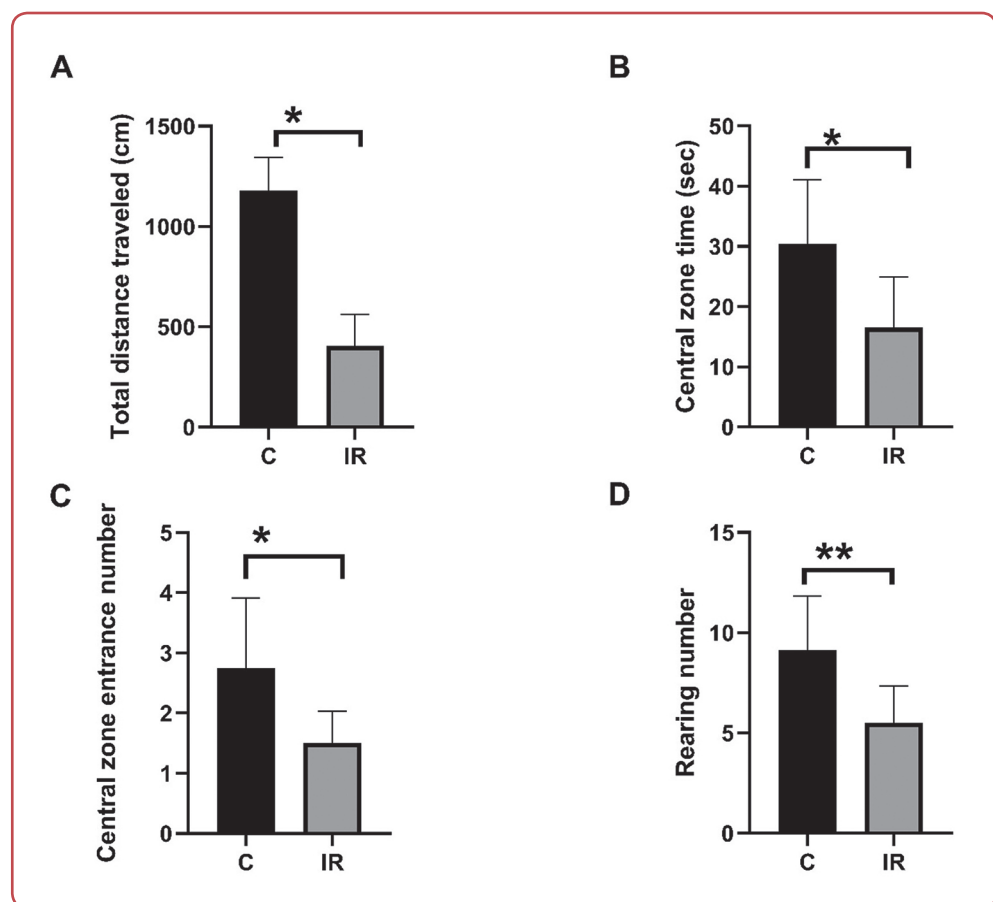 A
Total distance traveled (cm)
1500
1000
500
0
*
C
IR
B
Central zone time (sec)
50
40
30
20
10
0
*
C
IR
C
Central zone entrance number
5
4
3
2
1
0
*
C
IR
D
Rearing number
15
10
5
0
**
C
IR